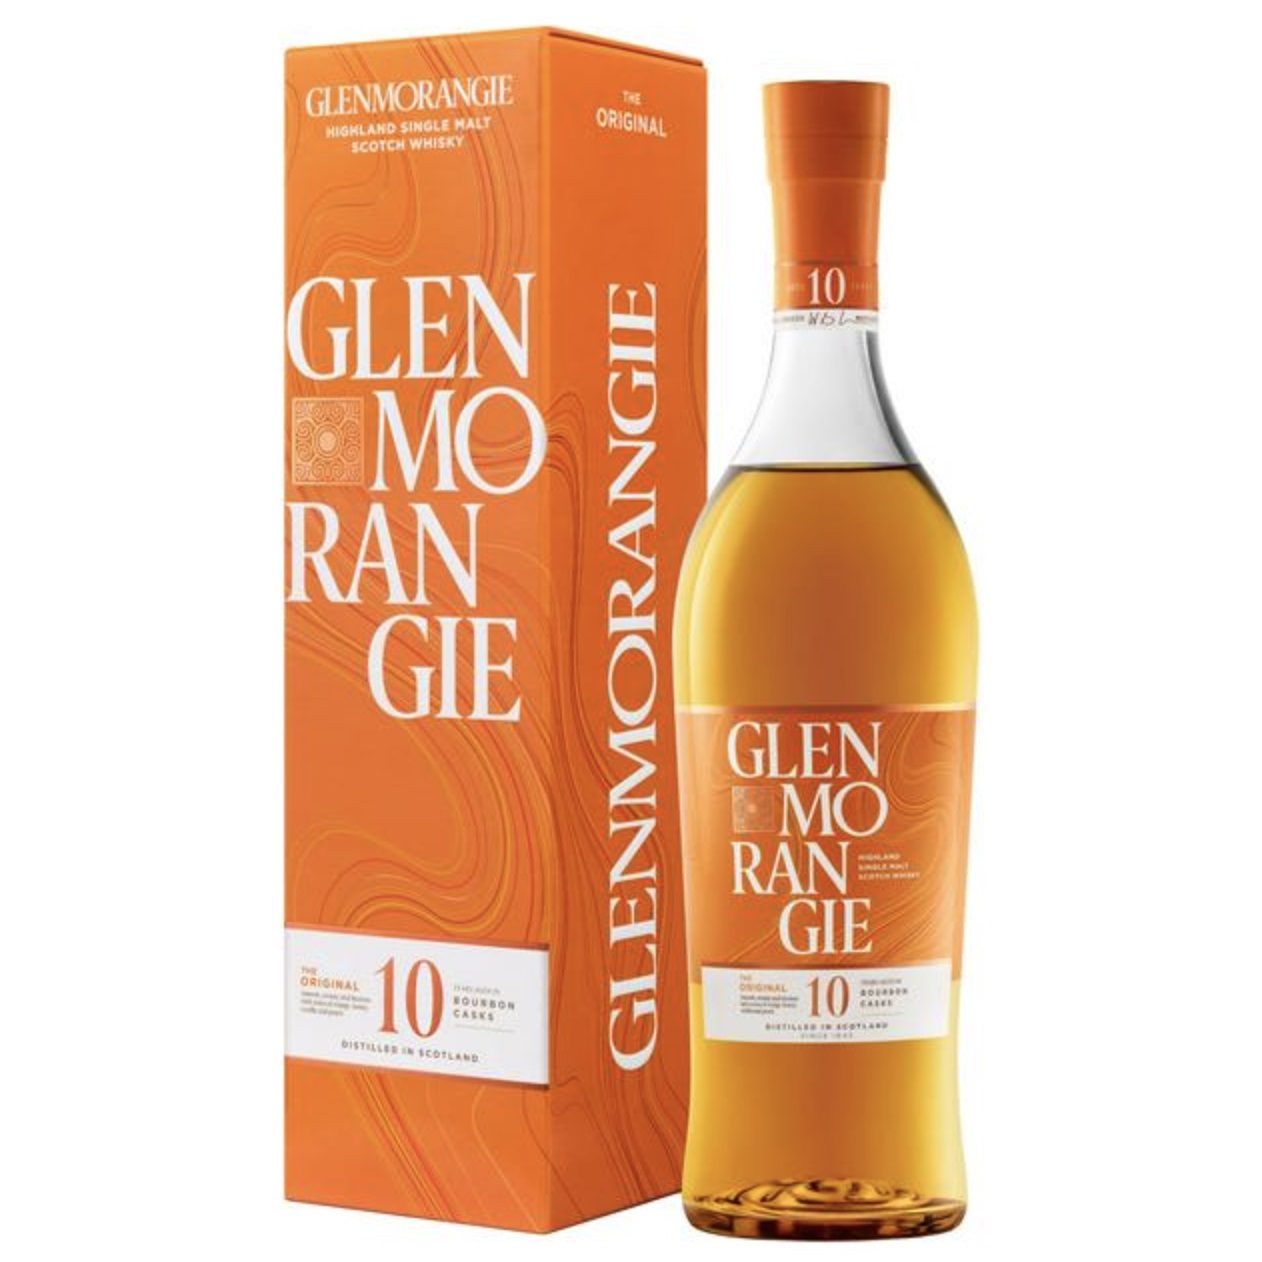 GLENMORANGIE
HIGHLAND SINGLE MALT
SCOTCH WHISKY
GLEN
MO
RAN
GIE
THE
ORIGINAL
10
BOURBON
CASKS
DISTILLED IN SCOTLAND
THE
ORIGINAL
GLENMORANGIE
10
GLEN
MO
RAN
GIE
HIGHLAND
SINGLE MALT
SCOTCH WHISKY
THE
ORIGINAL
10
BOURBON
CASKS
DISTILLED IN SCOTLAND
SINCE 1843